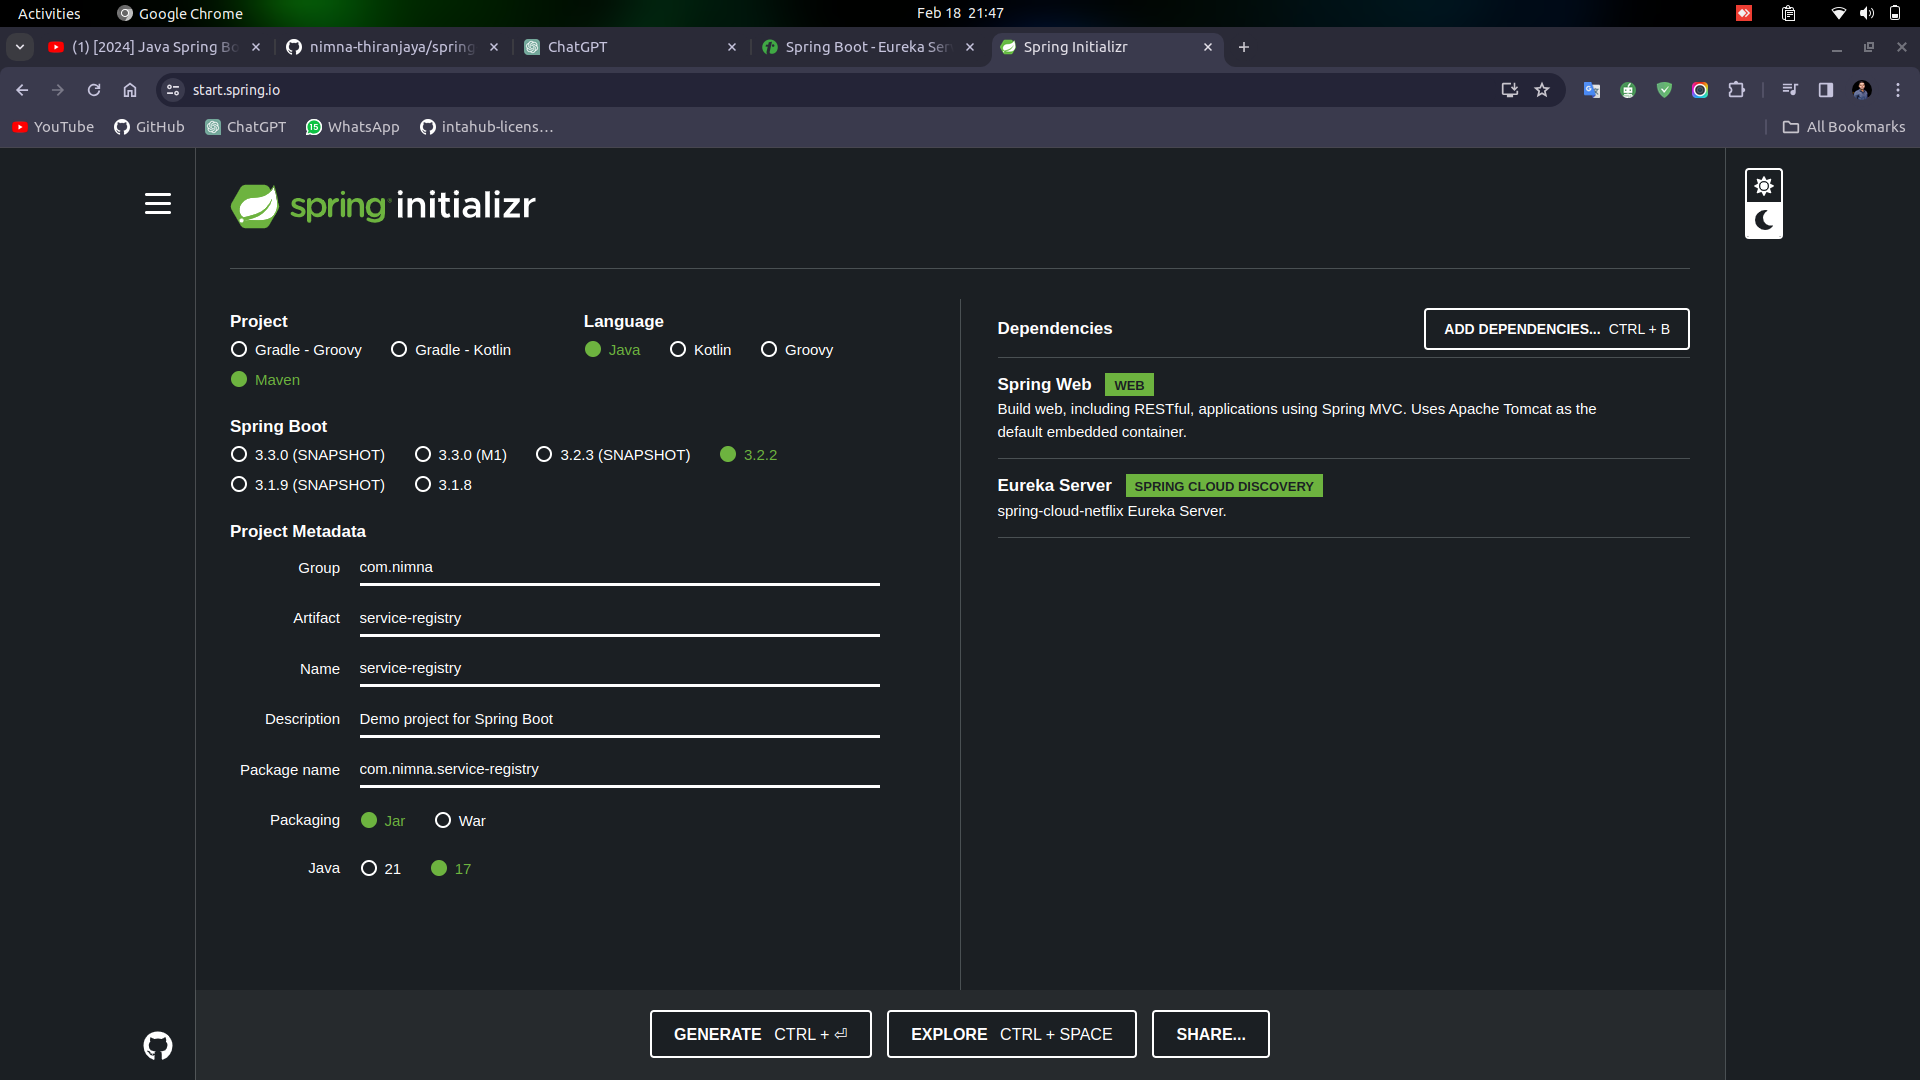 Activities
Google Chrome
Feb 18 21:47
(1) [2024] Java Spring Bo
nimna-thiranjaya/spring
ChatGPT
Spring Boot - Eureka Ser
Spring Initializr
start.spring.io
YouTube
GitHub
ChatGPT
15
WhatsApp
intahub-licens...
All Bookmarks
spring initializr
Project
Gradle - Groovy
Gradle - Kotlin
Maven
Language
Java
Kotlin
Groovy
Spring Boot
3.3.0 (SNAPSHOT)
3.3.0 (M1)
3.2.3 (SNAPSHOT)
3.2.2
3.1.9 (SNAPSHOT)
3.1.8
Project Metadata
Group com.nimna
Artifact service-registry
Name service-registry
Description Demo project for Spring Boot
Package name com.nimna.service-registry
Packaging Jar War
Java 21 17
Dependencies
ADD DEPENDENCIES... CTRL + B
Spring Web WEB
Build web, including RESTful, applications using Spring MVC. Uses Apache Tomcat as the
default embedded container.
Eureka Server SPRING CLOUD DISCOVERY
spring-cloud-netflix Eureka Server.
GENERATE CTRL + ⏎
EXPLORE CTRL + SPACE
SHARE...